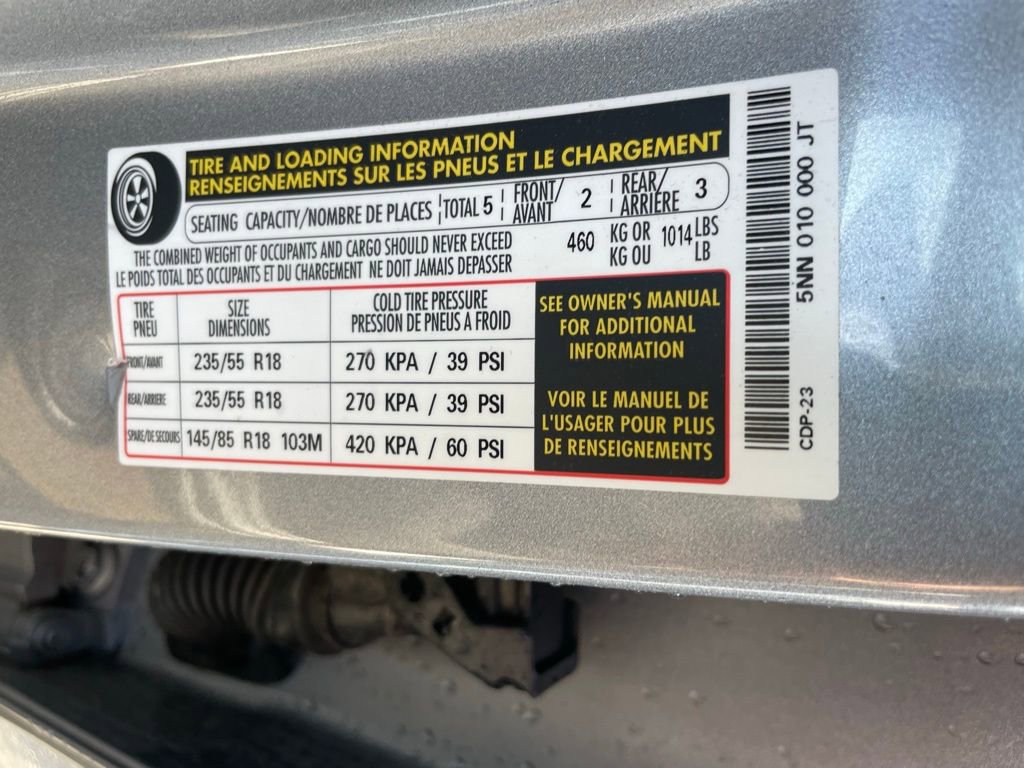 TIRE AND LOADING INFORMATION
RENSEIGNEMENTS SUR LES PNEUS ET LE CHARGEMENT
SEATING CAPACITY/NOMBRE DE PLACES TOTAL 5 FRONT/ AVANT 2 REAR/ ARRIÈRE 3
THE COMBINED WEIGHT OF OCCUPANTS AND CARGO SHOULD NEVER EXCEED 460 KG OR 1014 LBS
LE POIDS TOTAL DES OCCUPANTS ET DU CHARGEMENT NE DOIT JAMAIS DEPASSER KG OU LB
TIRE SIZE COLD TIRE PRESSURE
PNEU DIMENSIONS PRESSION DE PNEUS A FROID
FRONT/AVANT 235/55 R18 270 KPA / 39 PSI
REAR/ARRIERE 235/55 R18 270 KPA / 39 PSI
SPARE/DE SECOURS 145/85 R18 103M 420 KPA / 60 PSI
SEE OWNER'S MANUAL
FOR ADDITIONAL
INFORMATION
VOIR LE MANUEL DE
L'USAGER POUR PLUS
DE RENSEIGNEMENTS
5NN 010 000 JT
CDP-23